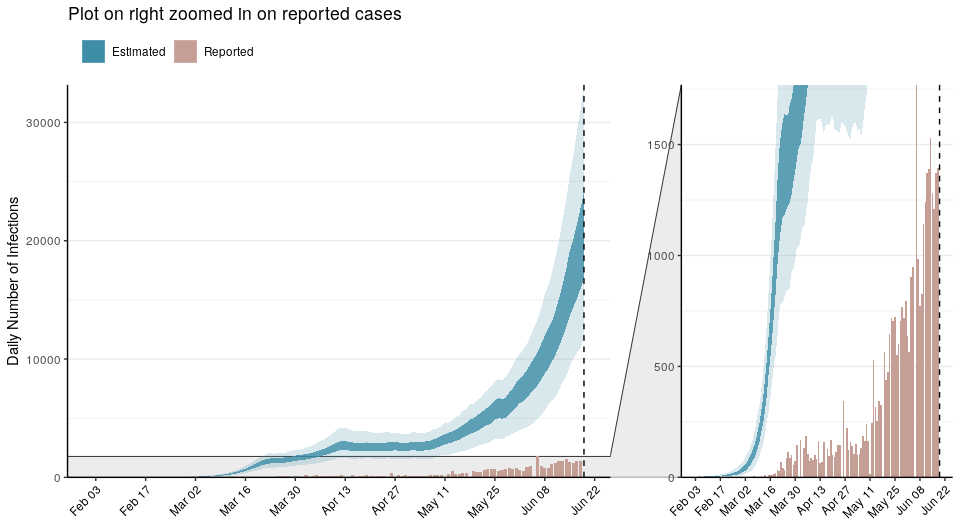 Plot on right zoomed in on reported cases
Estimated Reported
Daily Number of Infections
30000
20000
10000
0
Feb 03 Feb 17 Mar 02 Mar 16 Mar 30 Apr 13 Apr 27 May 11 May 25 Jun 08 Jun 22
1500
1000
500
0
Feb 03 Feb 17 Mar 02 Mar 16 Mar 30 Apr 13 Apr 27 May 11 May 25 Jun 08 Jun 22